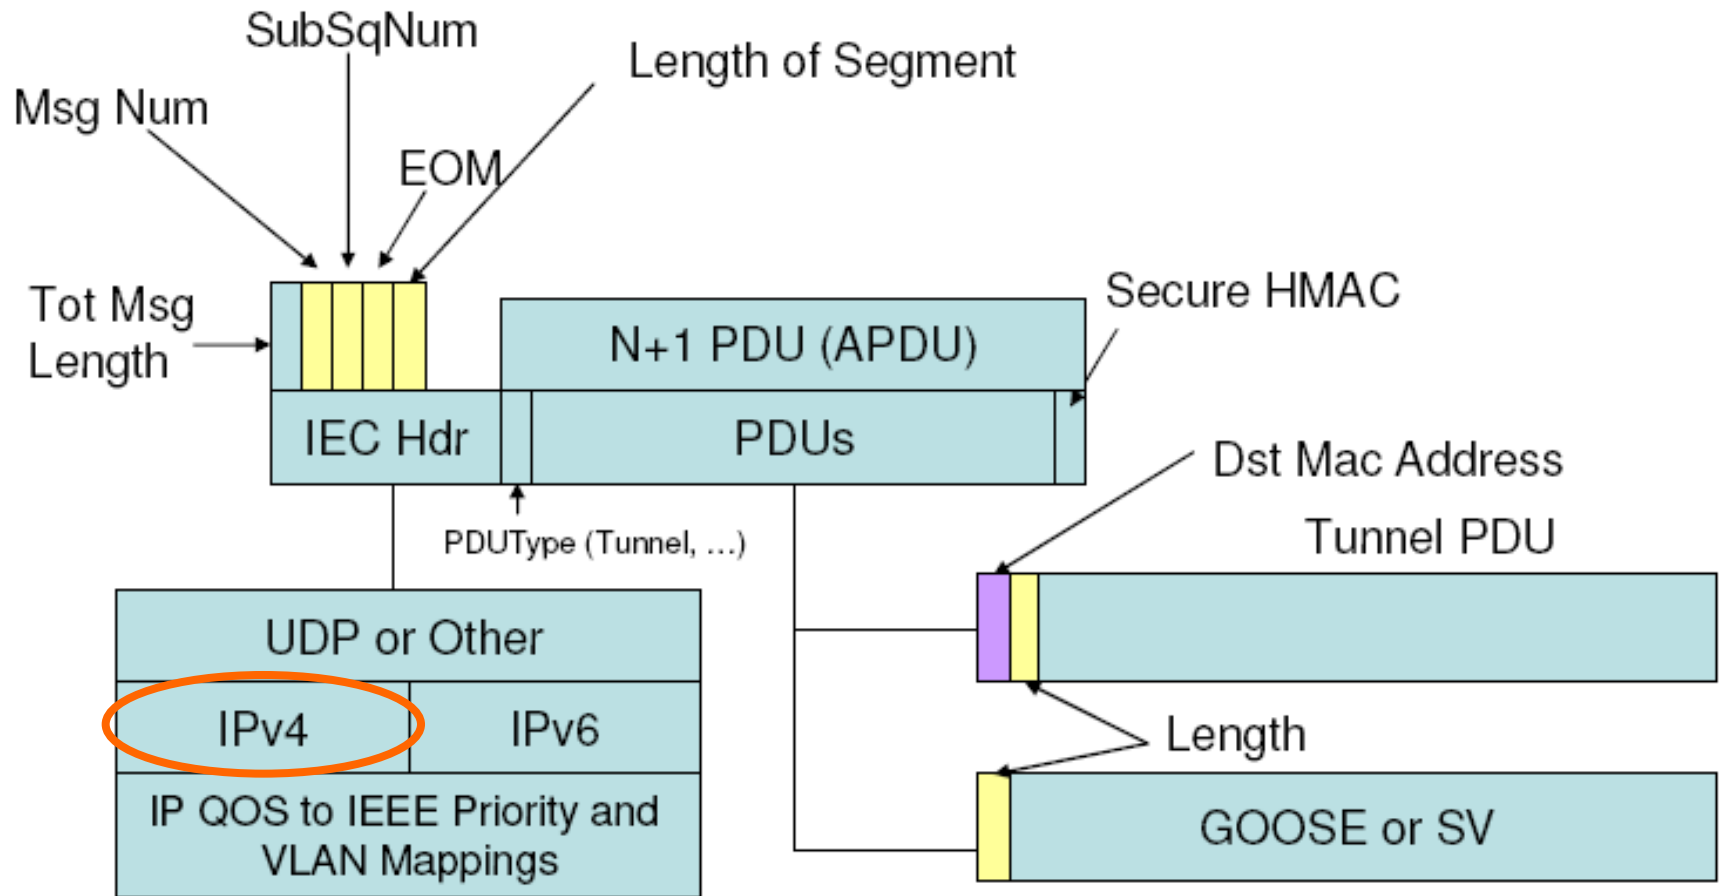 SubSqNum
Length of Segment
Msg Num
EOM
Tot Msg
Length
Secure HMAC
N+1 PDU (APDU)
IEC Hdr
PDUs
Dst Mac Address
PDUType (Tunnel, ...)
Tunnel PDU
UDP or Other
IPv4
IPv6
Length
IP QOS to IEEE Priority and
VLAN Mappings
GOOSE or SV